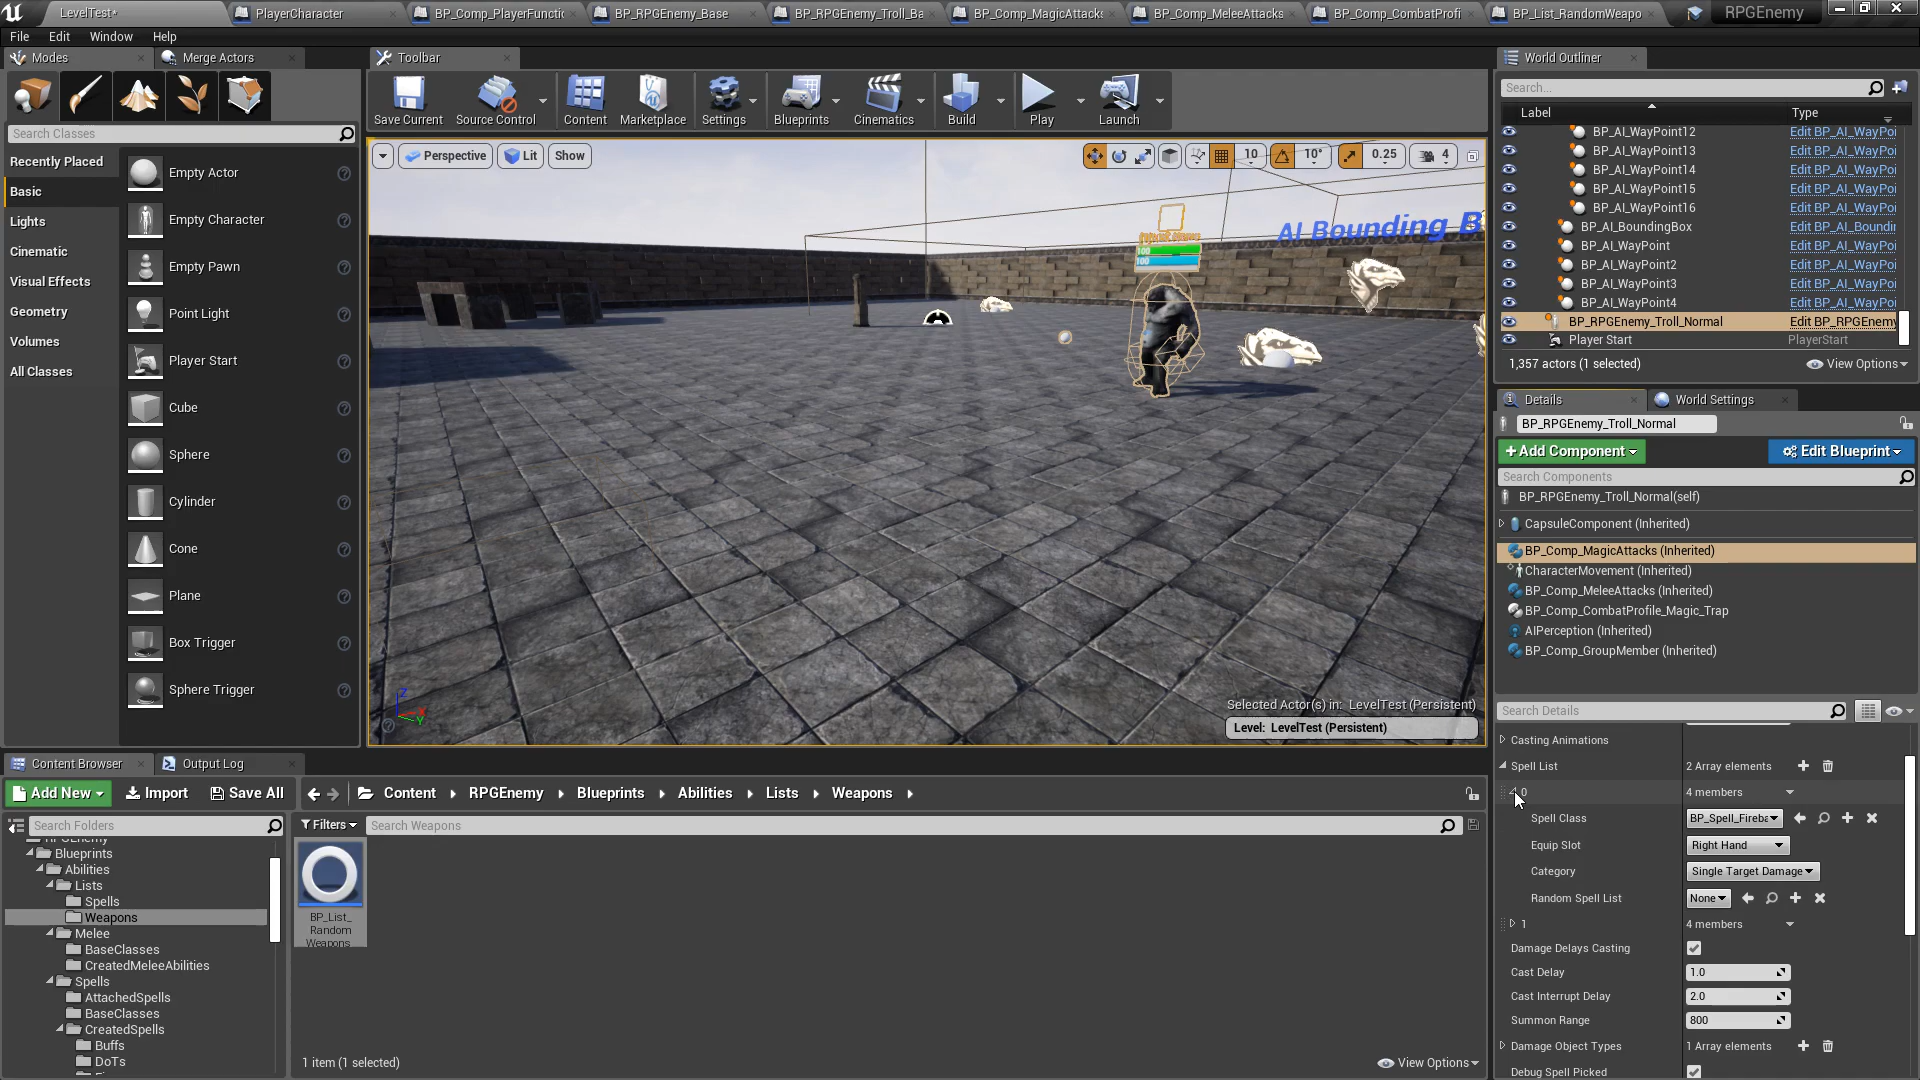 LevelTest*
PlayerCharacter
BP_Comp_PlayerFuncti
BP_RPGEnemy_Base
BP_RPGEnemy_Troll_Ba
BP_Comp_MagicAttacks
BP_Comp_MeleeAttacks
BP_Comp_CombatProfi
BP_List_RandomWeapo
RPGEnemy
File Edit Window Help
Modes
Merge Actors
Toolbar
World Outliner
Save Current
Source Control
Content
Marketplace
Settings
Blueprints
Cinematics
Build
Play
Launch
Search...
Label
Type
Search Classes
Recently Placed
Basic
Lights
Cinematic
Visual Effects
Geometry
Volumes
All Classes
Empty Actor
Empty Character
Empty Pawn
Point Light
Player Start
Cube
Sphere
Cylinder
Cone
Plane
Box Trigger
Sphere Trigger
Perspective
Lit
Show
10
10°
0.25
4
AI Bounding B
100
100
Z
X
Y
Selected Actor(s) in: LevelTest (Persistent)
Level: LevelTest (Persistent)
BP_AI_WayPoint12 Edit BP_AI_WayPoi
BP_AI_WayPoint13 Edit BP_AI_WayPoi
BP_AI_WayPoint14 Edit BP_AI_WayPoi
BP_AI_WayPoint15 Edit BP_AI_WayPoi
BP_AI_WayPoint16 Edit BP_AI_WayPoi
BP_AI_BoundingBox Edit BP_AI_Boundir
BP_AI_WayPoint Edit BP_AI_WayPoi
BP_AI_WayPoint2 Edit BP_AI_WayPoi
BP_AI_WayPoint3 Edit BP_AI_WayPoi
BP_AI_WayPoint4 Edit BP_AI_WayPoi
BP_RPGEnemy_Troll_Normal Edit BP_RPGEnemy
Player Start PlayerStart
1,357 actors (1 selected)
View Options
Details
World Settings
BP_RPGEnemy_Troll_Normal
Add Component
Edit Blueprint
Search Components
BP_RPGEnemy_Troll_Normal(self)
CapsuleComponent (Inherited)
BP_Comp_MagicAttacks (Inherited)
CharacterMovement (Inherited)
BP_Comp_MeleeAttacks (Inherited)
BP_Comp_CombatProfile_Magic_Trap
AIPerception (Inherited)
BP_Comp_GroupMember (Inherited)
Search Details
Casting Animations
Spell List 2 Array elements
0 4 members
Spell Class BP_Spell_Fireba
Equip Slot Right Hand
Category Single Target Damage
Random Spell List None
1 4 members
Damage Delays Casting
Cast Delay 1.0
Cast Interrupt Delay 2.0
Summon Range 800
Damage Object Types 1 Array elements
Debug Spell Picked
Content Browser
Output Log
Add New
Import
Save All
Content
RPGEnemy
Blueprints
Abilities
Lists
Weapons
Search Folders
Filters
Search Weapons
Blueprints
Abilities
Lists
Spells
Weapons
Melee
BaseClasses
CreatedMeleeAbilities
Spells
AttachedSpells
BaseClasses
CreatedSpells
Buffs
DoTs
BP_List_
Random
Weapons
1 item (1 selected)
View Options